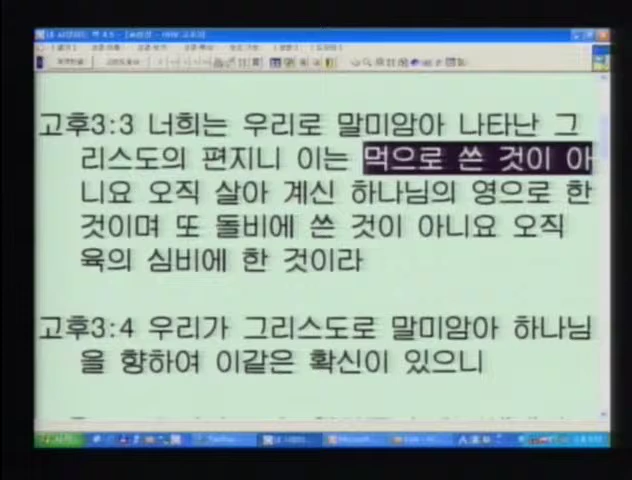 고후3:3 너희는 우리로 말미암아 나타난 그
리스도의 편지니 이는 먹으로 쓴 것이 아
니요 오직 살아 계신 하나님의 영으로 한
것이며 또 돌비에 쓴 것이 아니요 오직
육의 심비에 한 것이라
고후3:4 우리가 그리스도로 말미암아 하나님
을 향하여 이같은 확신이 있으니